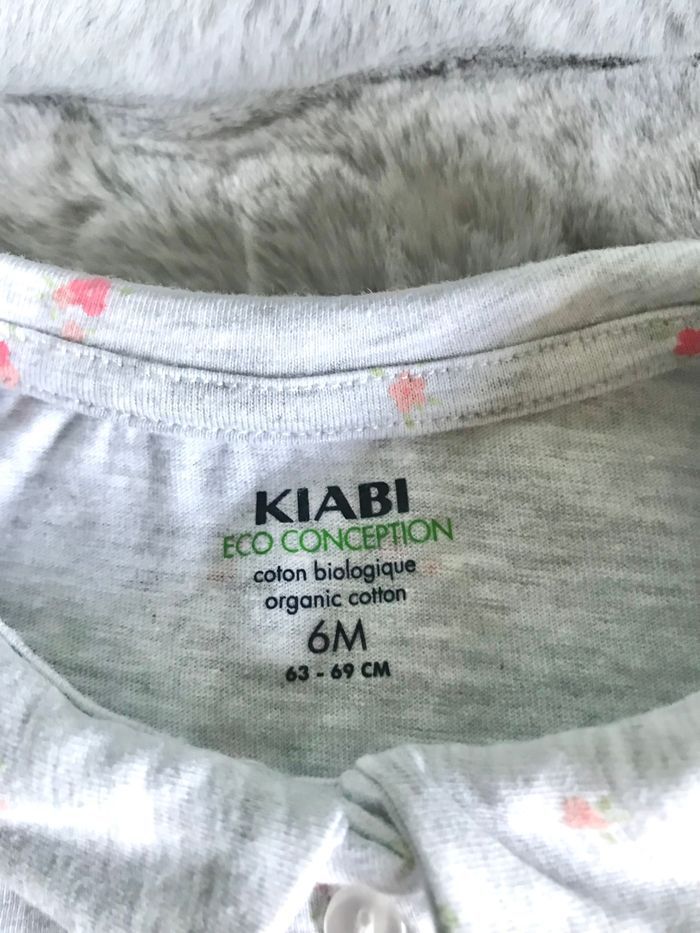 KIABI
ECO CONCEPTION
coton biologique
organic cotton
6M
63 - 69 CM